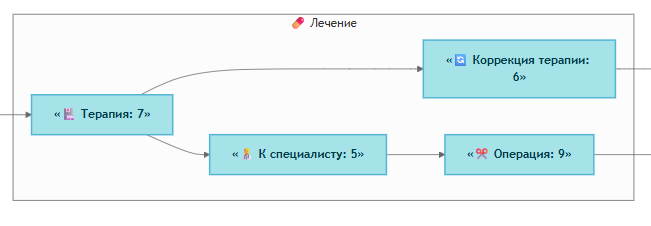 💊 Лечение
«🔄 Коррекция терапии:
6»
«Терапия: 7»
«К специалисту: 5»
«✂️ Операция: 9»